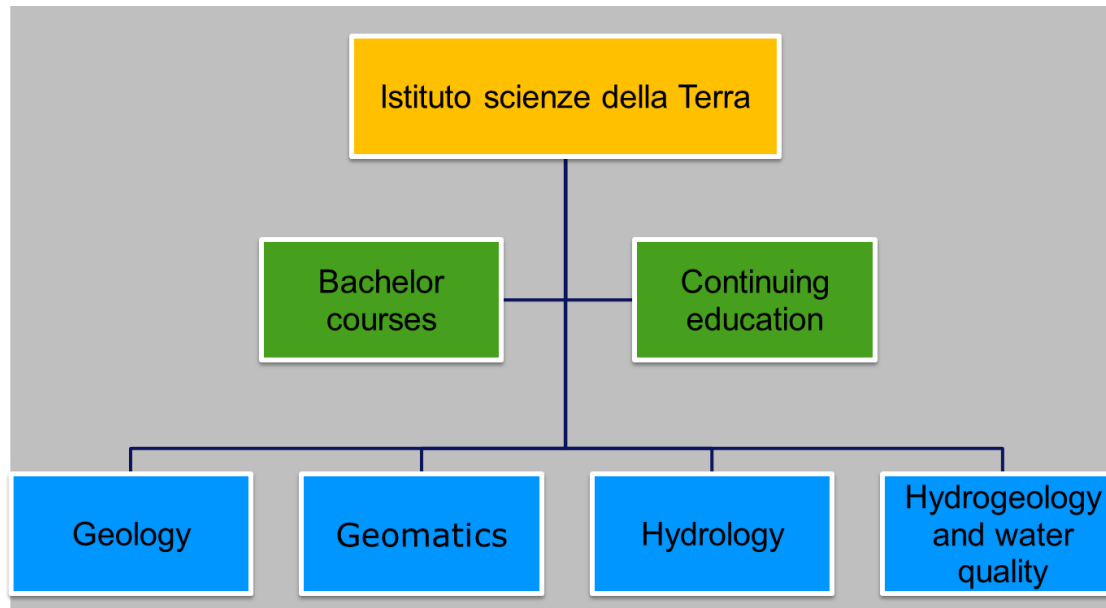 Istituto scienze della Terra
Bachelor
courses
Continuing
education
Geology
Geomatics
Hydrology
Hydrogeology
and water
quality